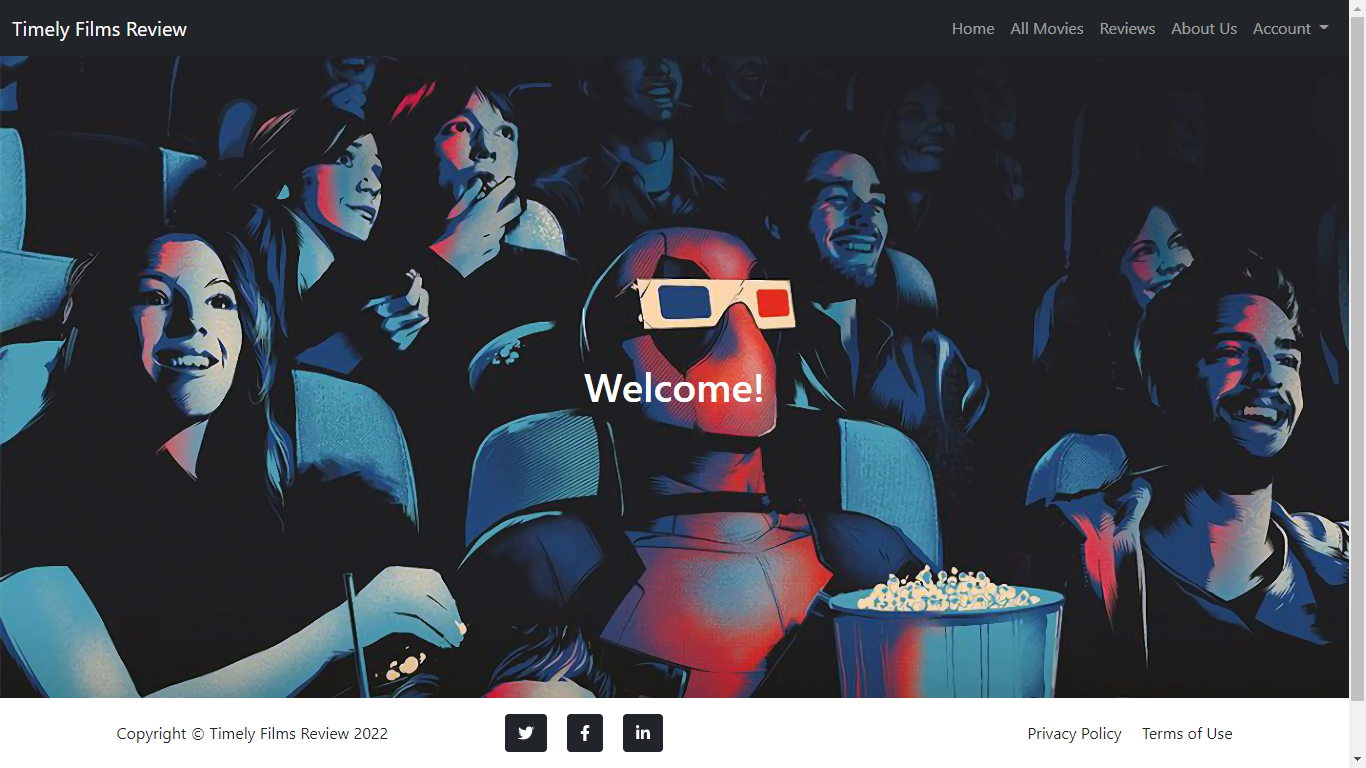 Timely Films Review
Home All Movies Reviews About Us Account
Welcome!
Copyright © Timely Films Review 2022
Privacy Policy Terms of Use